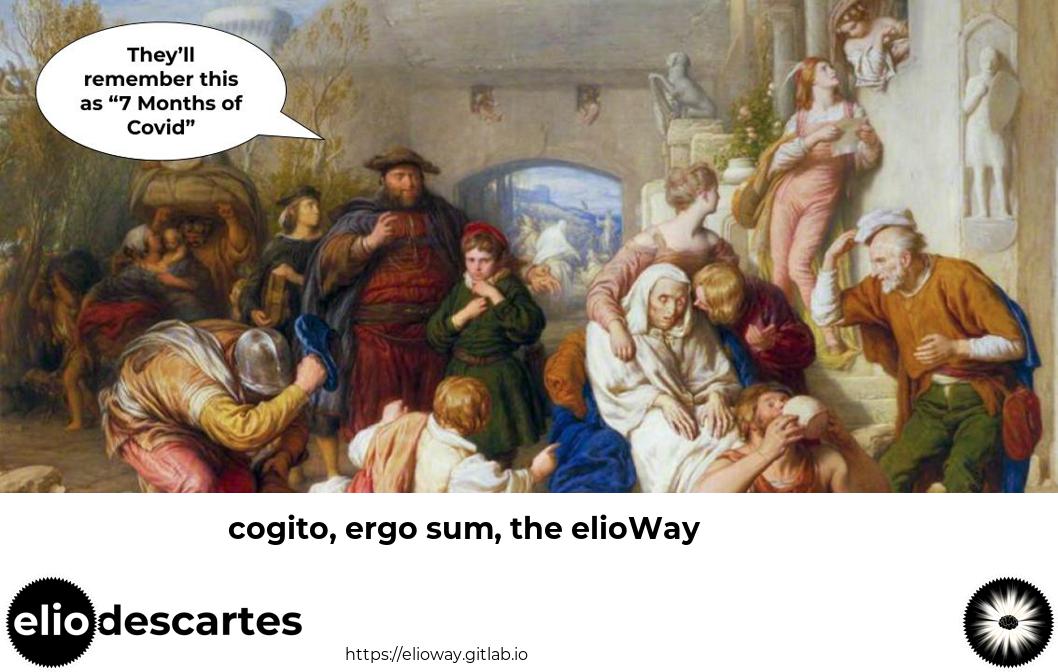 They’ll
remember this
as “7 Months of
Covid”
cogito, ergo sum, the elioWay
eliodescartes
https://elioway.gitlab.io